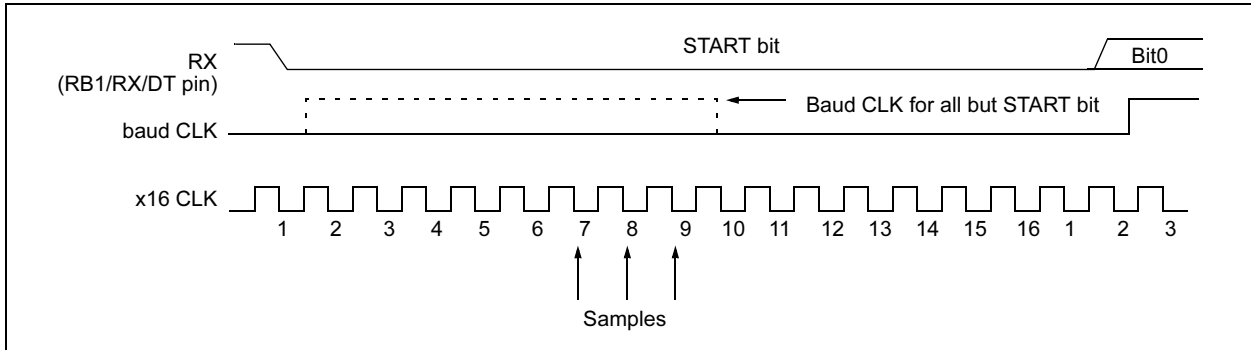 START bit
RX
(RB1/RX/DT pin)
Bit0
Baud CLK for all but START bit
baud CLK
x16 CLK
1 2 3 4 5 6 7 8 9 10 11 12 13 14 15 16 1 2 3
Samples